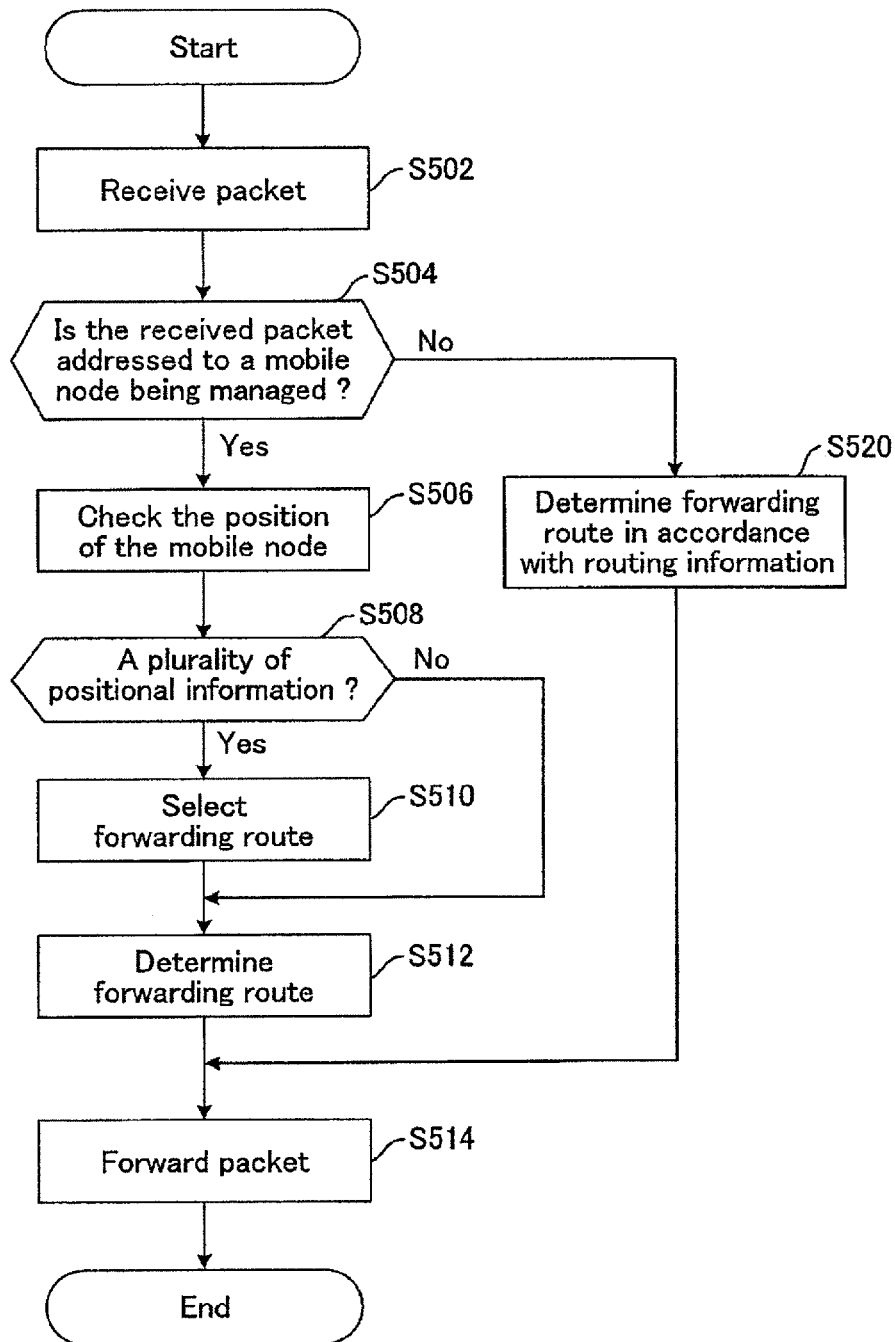 Start
Receive packet
S502
S504
Is the received packet
addressed to a mobile
node being managed ?
No
Yes
S506
Check the position
of the mobile node
S520
Determine forwarding
route in accordance
with routing information
S508
A plurality of
positional information ?
No
Yes
S510
Select
forwarding route
S512
Determine
forwarding route
S514
Forward packet
End